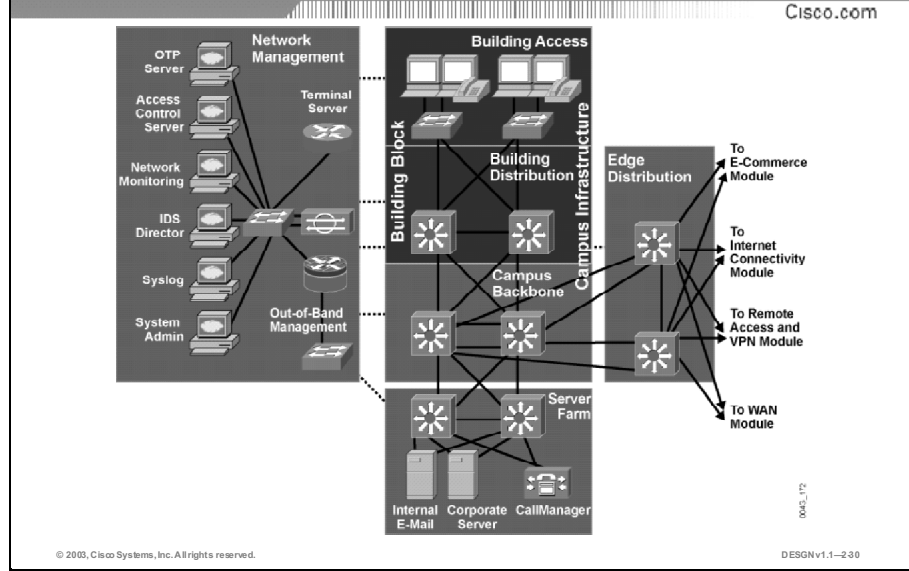 Cisco.com
Network
Management
OTP
Server
Access
Control
Server
Network
Monitoring
IDS
Director
Syslog
System
Admin
Terminal
Server
Out-of-Band
Management
Building Access
Building Block
Building
Distribution
Campus Infrastructure
Campus
Backbone
Edge
Distribution
Server
Farm
Internal
E-Mail
Corporate
Server
CallManager
To
E-Commerce
Module
To
Internet
Connectivity
Module
To Remote
Access and
VPN Module
To WAN
Module
004G_172
© 2003, Cisco Systems, Inc. All rights reserved.
DESGN v1.1—2-30